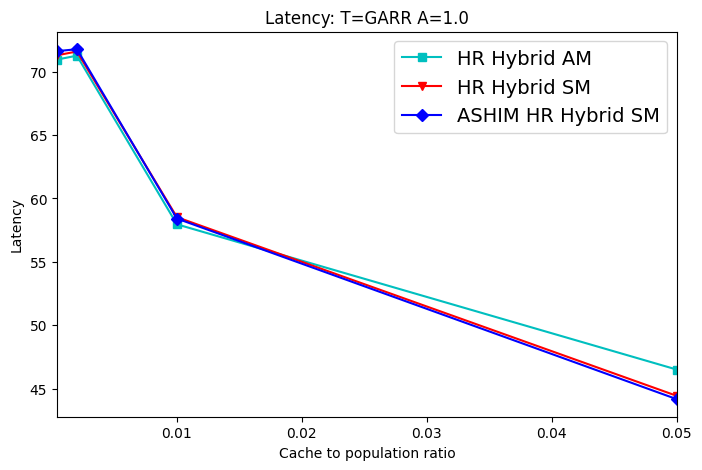 Latency: T=GARR A=1.0
HR Hybrid AM
HR Hybrid SM
ASHIM HR Hybrid SM
Latency
70
65
60
55
50
45
0.01 0.02 0.03 0.04 0.05
Cache to population ratio